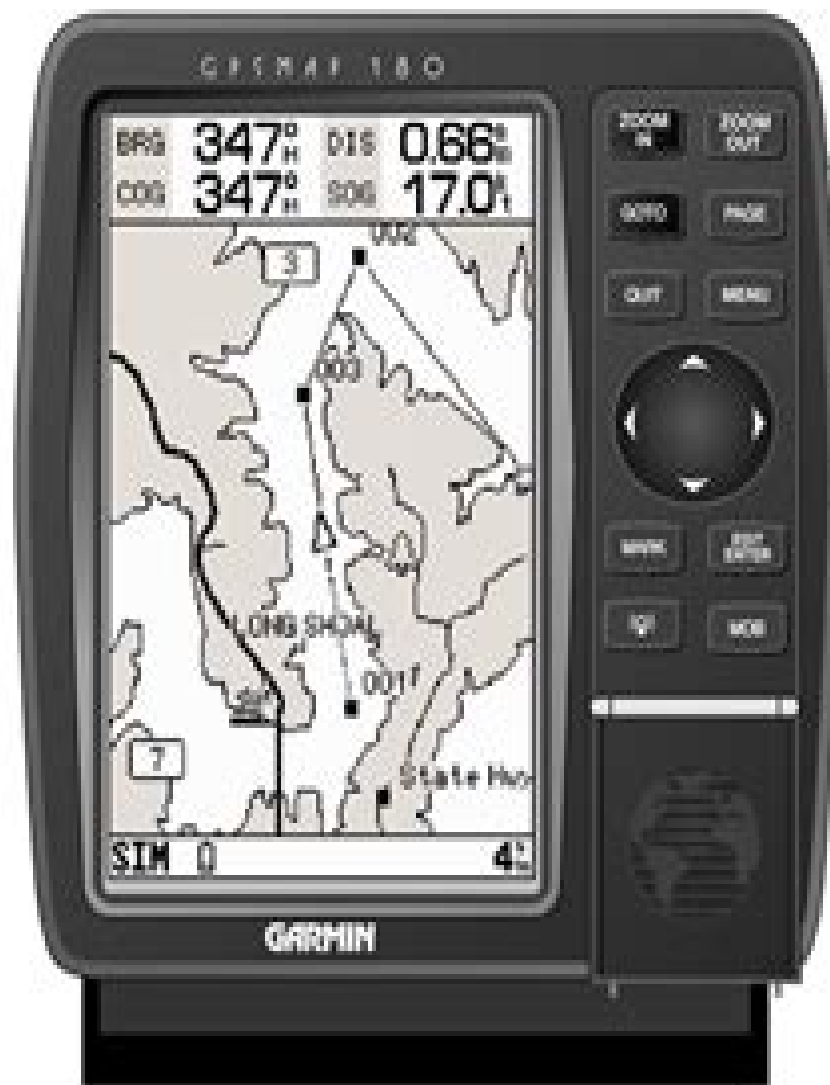 GPSMAP 180
BRG 347° M DIS 0.66
COG 347° M SOG 17.0
002
3
003
LONG SHOAL
001
7
State Hwy
SIM 4
GARMIN
ZOOM IN
ZOOM OUT
GOTO
PAGE
QUIT
MENU
MARK
EDIT ENTER
MOB